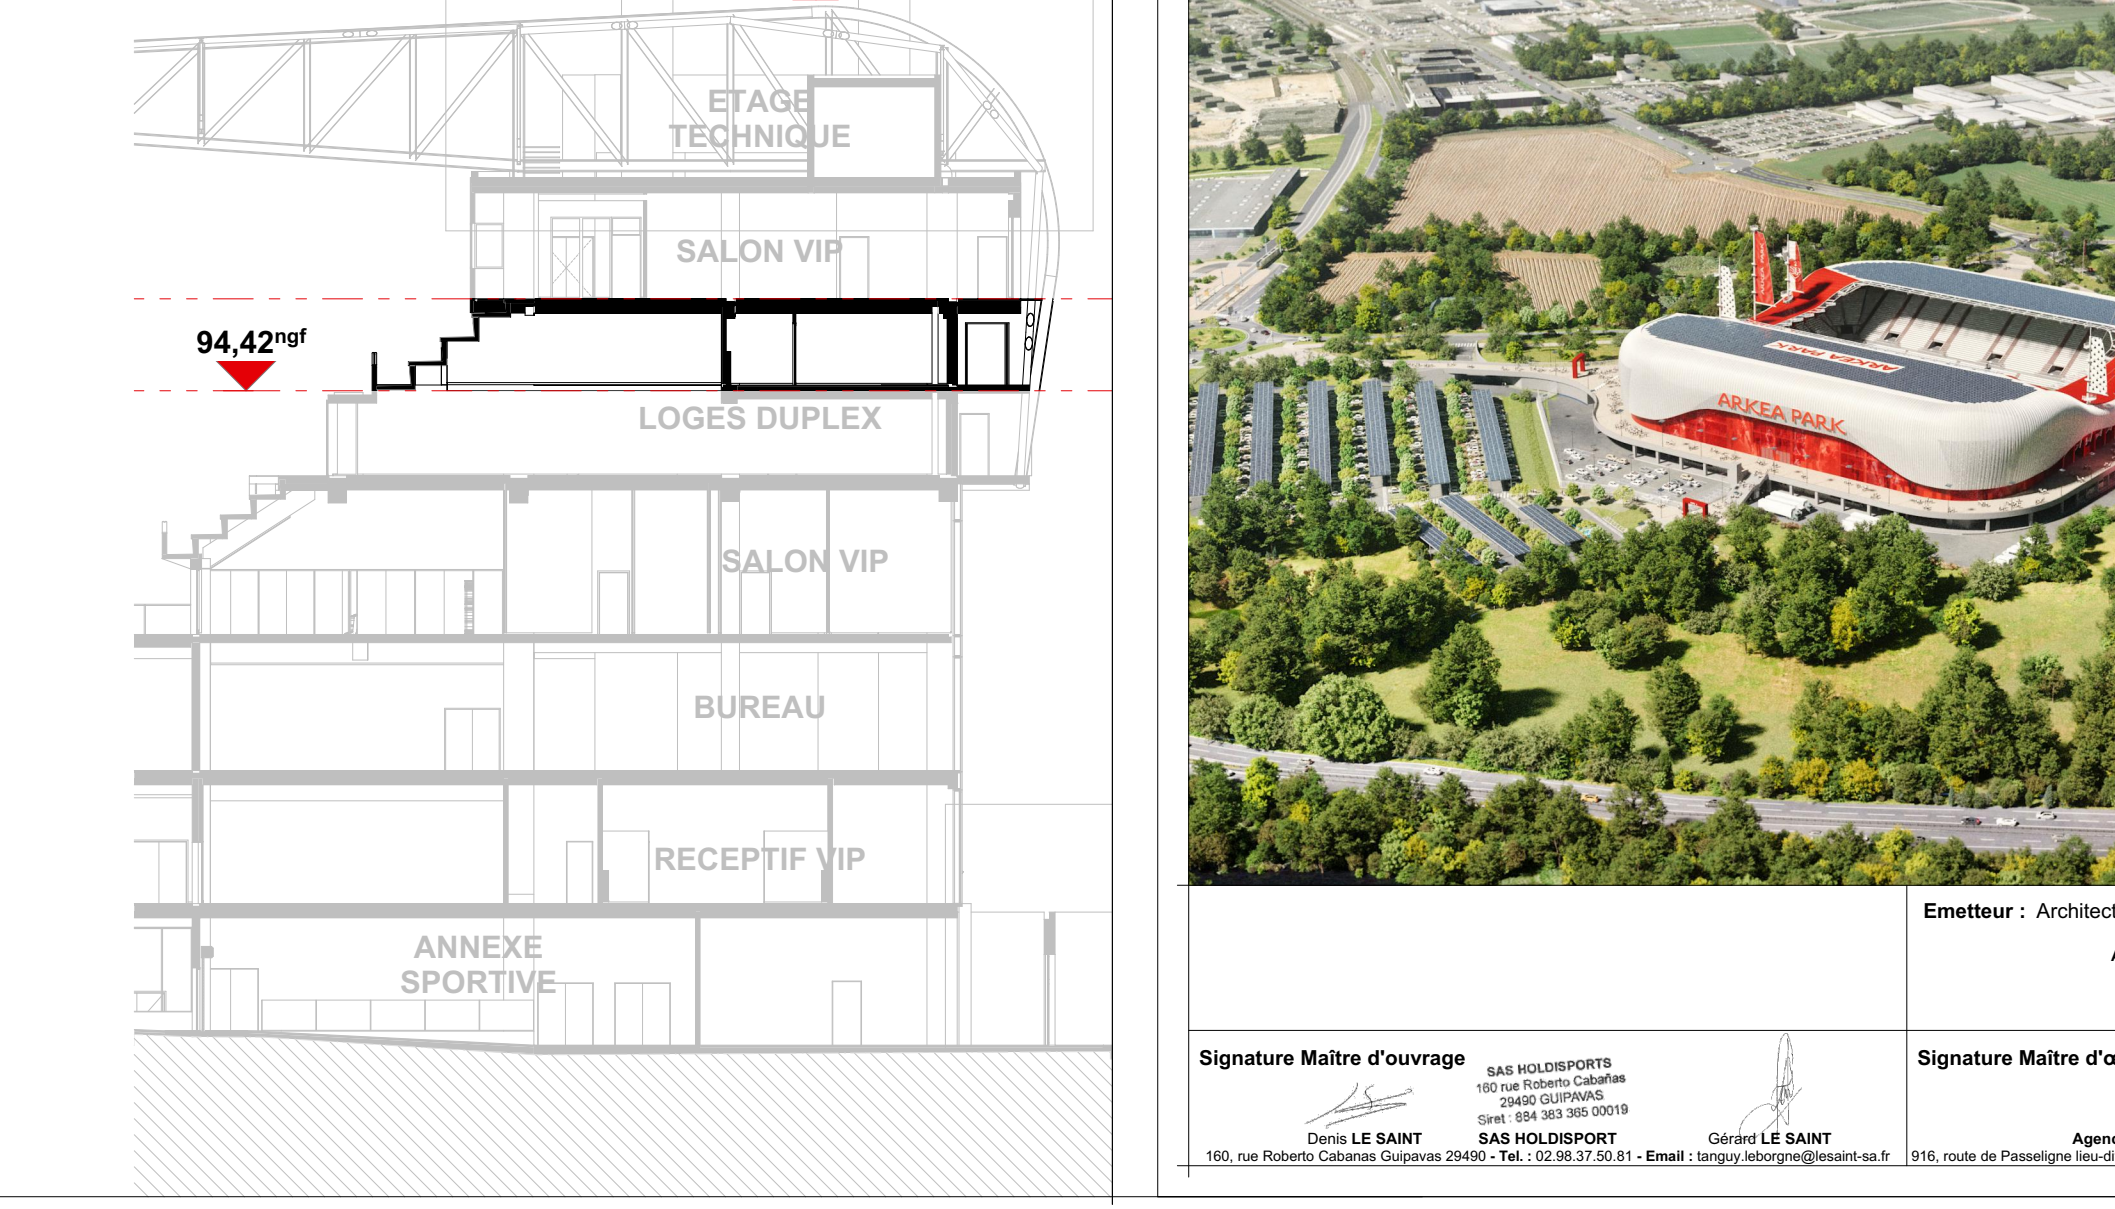 ETAGE
TECHNIQUE
SALON VIP
94,42ngf
LOGES DUPLEX
SALON VIP
BUREAU
RECEPTIF VIP
ANNEXE
SPORTIVE
ARKEA PARK
ARKEA PARK
ARKEA PARK
Emetteur : Architect
A
Signature Maître d'ouvrage
SAS HOLDISPORTS
160 rue Roberto Cabañas
29490 GUIPAVAS
Siret : 884 383 365 00019
Denis LE SAINT
SAS HOLDISPORT
Gérard LE SAINT
160, rue Roberto Cabanas Guipavas 29490 - Tel. : 02.98.37.50.81 - Email : tanguy.leborgne@lesaint-sa.fr
Signature Maître d'œ
Agen
916, route de Passeligne lieu-di